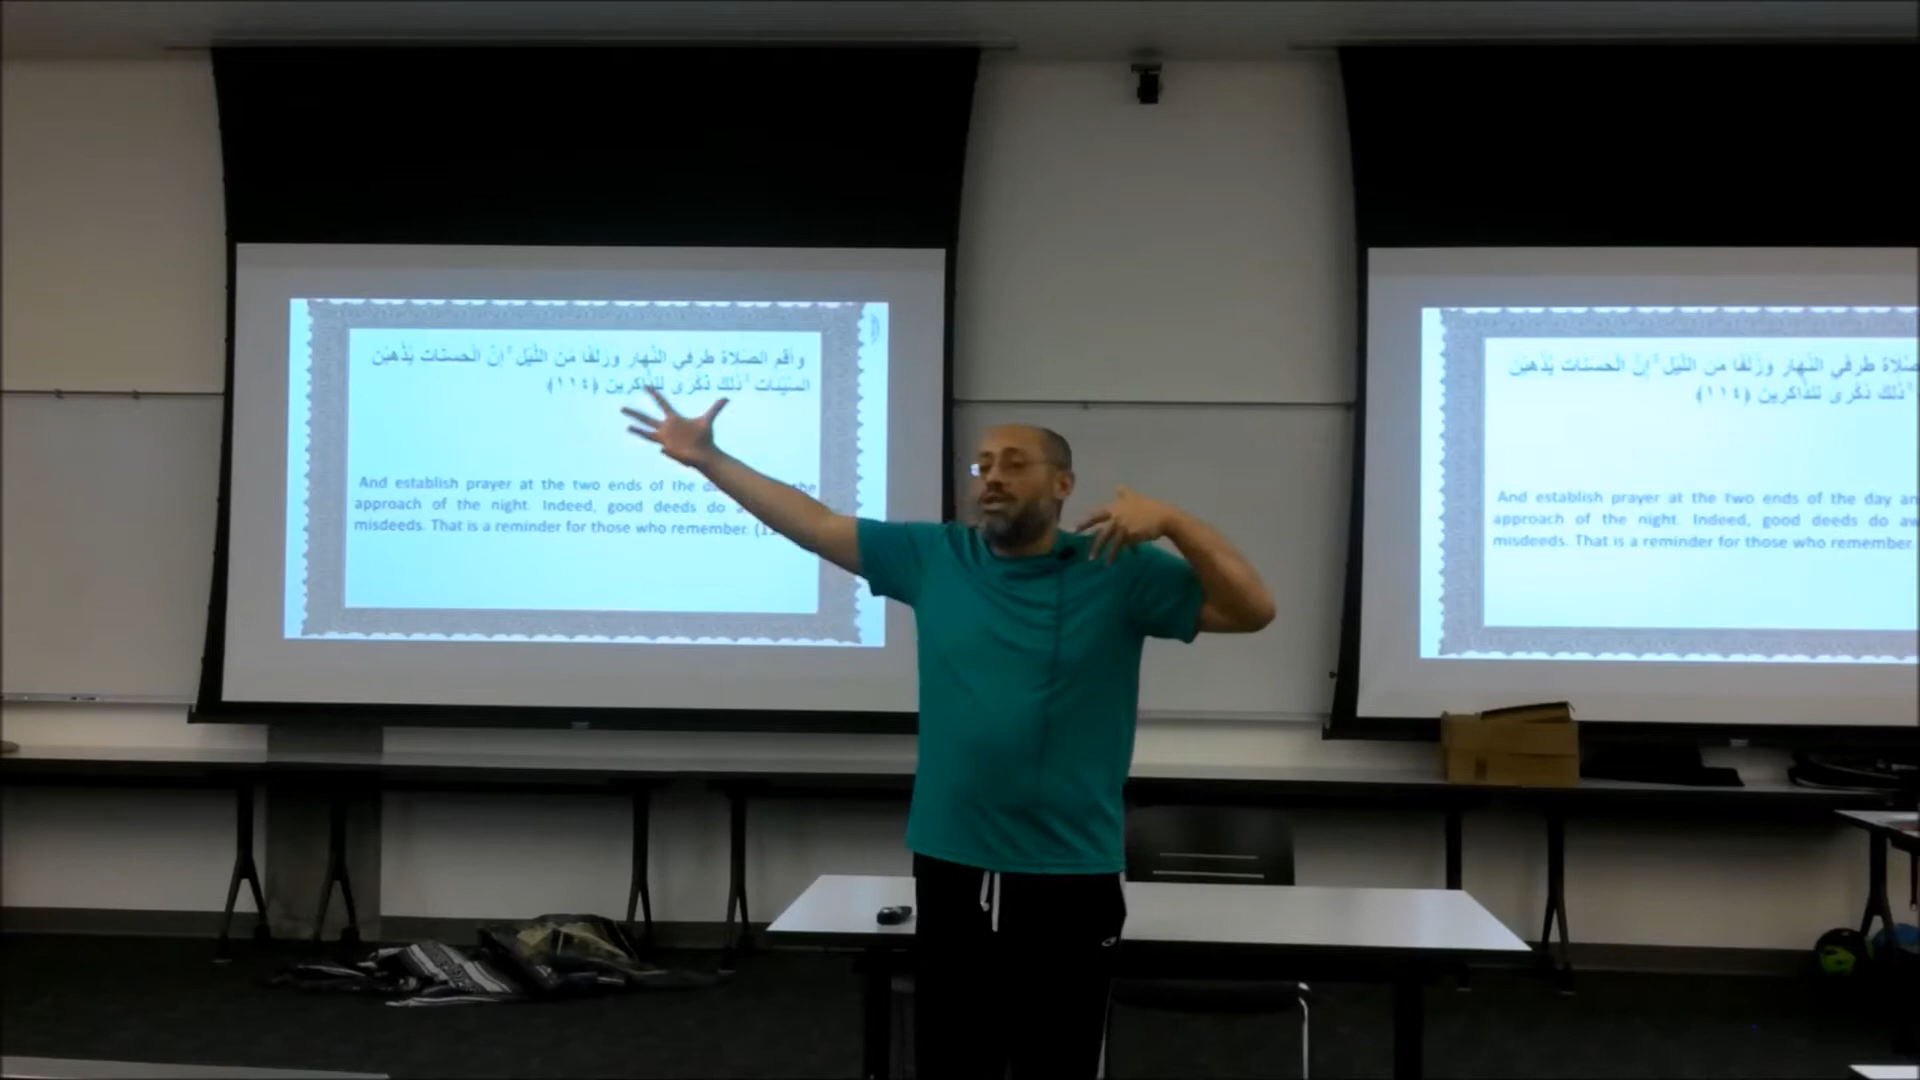 وأقم الصلاة طرفي النهار وزلفا من الليل ۚ إن الحسنات يذهبن
السيئات ۚ ذلك ذكرى للذاكرين (١١٤)
And establish prayer at the two ends of the the
approach of the night. Indeed, good deeds do
misdeeds. That is a reminder for those who remember.
طرفي النهار وزلفا من الليل ۚ إن الحسنات يذهبن
ۚ ذلك ذكرى للذاكرين (١١٤)
And establish prayer at the two ends of the day
approach of the night. Indeed, good deeds do
misdeeds. That is a reminder for those who remember.